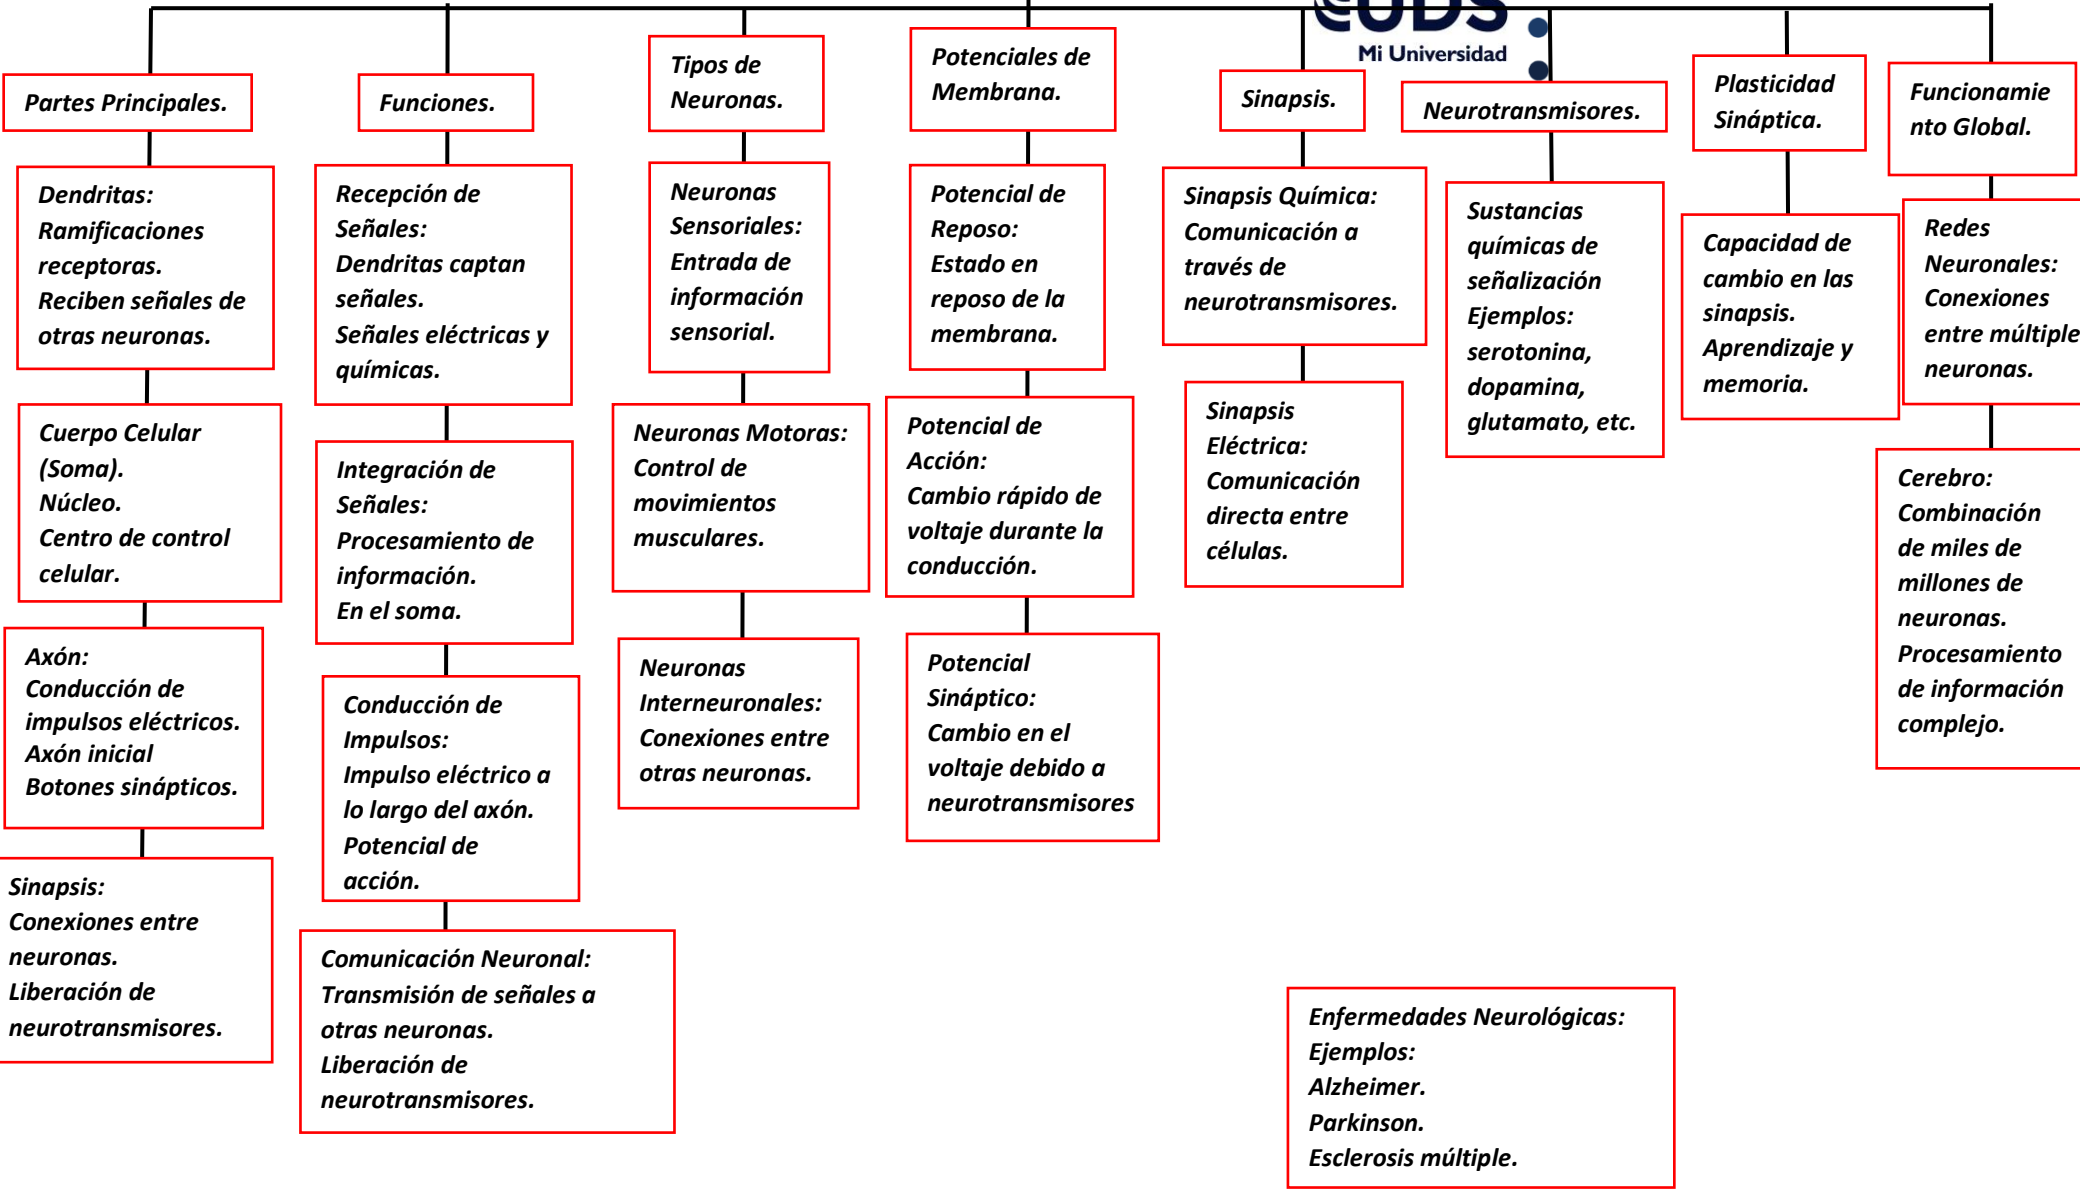 UDS
Mi Universidad
Partes Principales.
Dendritas:
Ramificaciones
receptoras.
Reciben señales de
otras neuronas.
Cuerpo Celular
(Soma).
Núcleo.
Centro de control
celular.
Axón:
Conducción de
impulsos eléctricos.
Axón inicial
Botones sinápticos.
Sinapsis:
Conexiones entre
neuronas.
Liberación de
neurotransmisores.
Funciones.
Recepción de
Señales:
Dendritas captan
señales.
Señales eléctricas y
químicas.
Integración de
Señales:
Procesamiento de
información.
En el soma.
Conducción de
Impulsos:
Impulso eléctrico a
lo largo del axón.
Potencial de
acción.
Comunicación Neuronal:
Transmisión de señales a
otras neuronas.
Liberación de
neurotransmisores.
Tipos de
Neuronas.
Neuronas
Sensoriales:
Entrada de
información
sensorial.
Neuronas Motoras:
Control de
movimientos
musculares.
Neuronas
Interneuronales:
Conexiones entre
otras neuronas.
Potenciales de
Membrana.
Potencial de
Reposo:
Estado en
reposo de la
membrana.
Potencial de
Acción:
Cambio rápido de
voltaje durante la
conducción.
Potencial
Sináptico:
Cambio en el
voltaje debido a
neurotransmisores
Sinapsis.
Sinapsis Química:
Comunicación a
través de
neurotransmisores.
Sinapsis
Eléctrica:
Comunicación
directa entre
células.
Neurotransmisores.
Sustancias
químicas de
señalización
Ejemplos:
serotonina,
dopamina,
glutamato, etc.
Plasticidad
Sináptica.
Capacidad de
cambio en las
sinapsis.
Aprendizaje y
memoria.
Funcionamie
nto Global.
Redes
Neuronales:
Conexiones
entre múltiple
neuronas.
Cerebro:
Combinación
de miles de
millones de
neuronas.
Procesamiento
de información
complejo.
Enfermedades Neurológicas:
Ejemplos:
Alzheimer.
Parkinson.
Esclerosis múltiple.